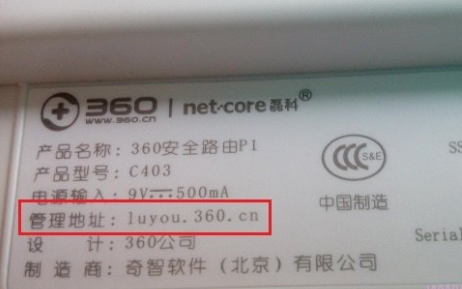 360 | net-core 磊科®
www.360.cn
产品名称: 360安全路由P1
产品型号: C403
电源输入: 9V⎓500mA
管理地址: luyou.360.cn
设 计: 360公司
制 造 商: 奇智软件（北京）有限公司
CCC S&E
中国制造
SS
Serial